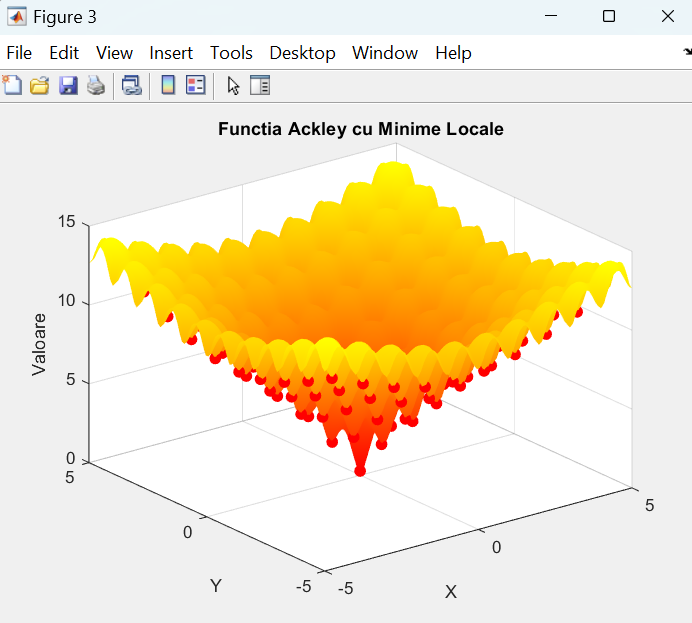 Figure 3
File Edit View Insert Tools Desktop Window Help
Functia Ackley cu Minime Locale
15
10
5
0
Valoare
5
0
-5
Y
-5
0
5
X